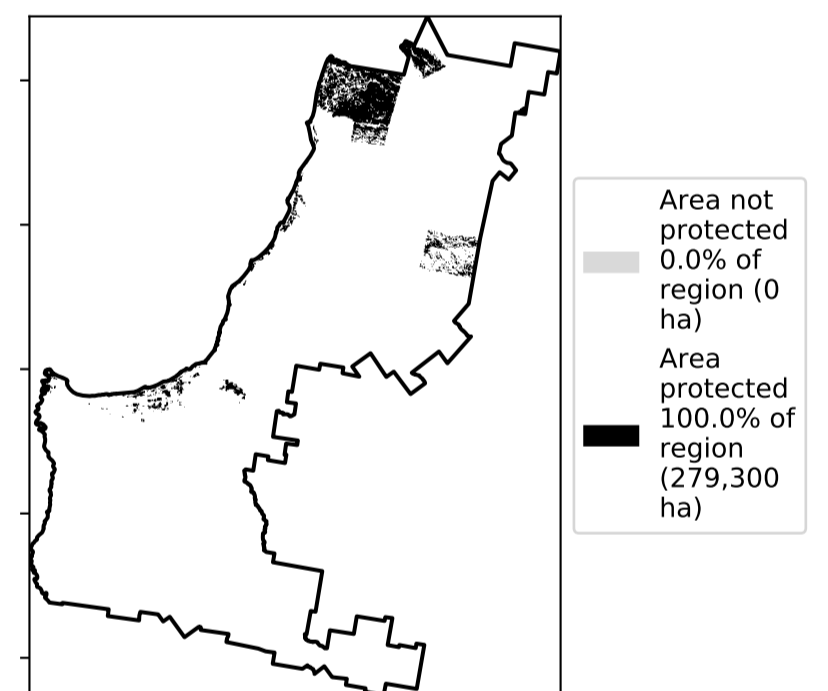 Area not
protected
0.0% of
region (0
ha)
Area
protected
100.0% of
region
(279,300
ha)